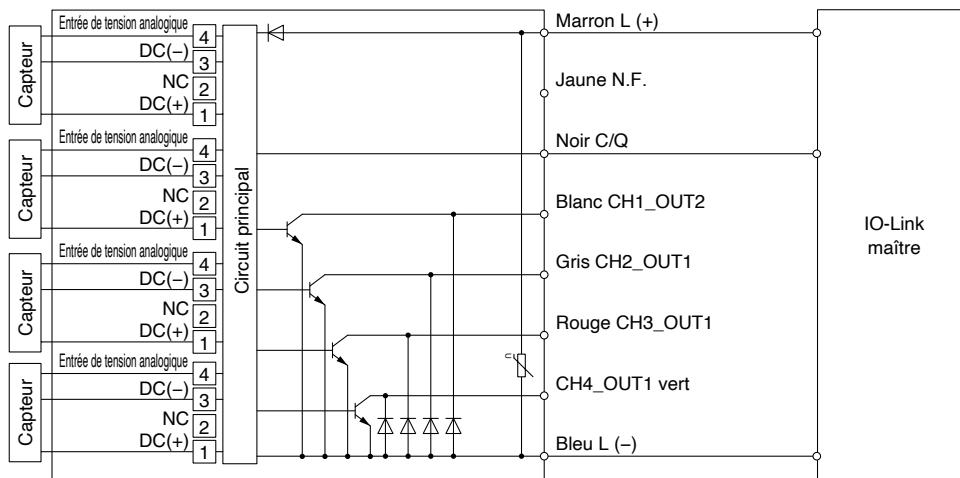 Capteur
Entrée de tension analogique
DC(−)
NC
DC(+)
4
3
2
1
Capteur
Entrée de tension analogique
DC(−)
NC
DC(+)
4
3
2
1
Capteur
Entrée de tension analogique
DC(−)
NC
DC(+)
4
3
2
1
Capteur
Entrée de tension analogique
DC(−)
NC
DC(+)
4
3
2
1
Circuit principal
U
Marron L (+)
Jaune N.F.
Noir C/Q
Blanc CH1_OUT2
Gris CH2_OUT1
Rouge CH3_OUT1
CH4_OUT1 vert
Bleu L (−)
IO-Link
maître